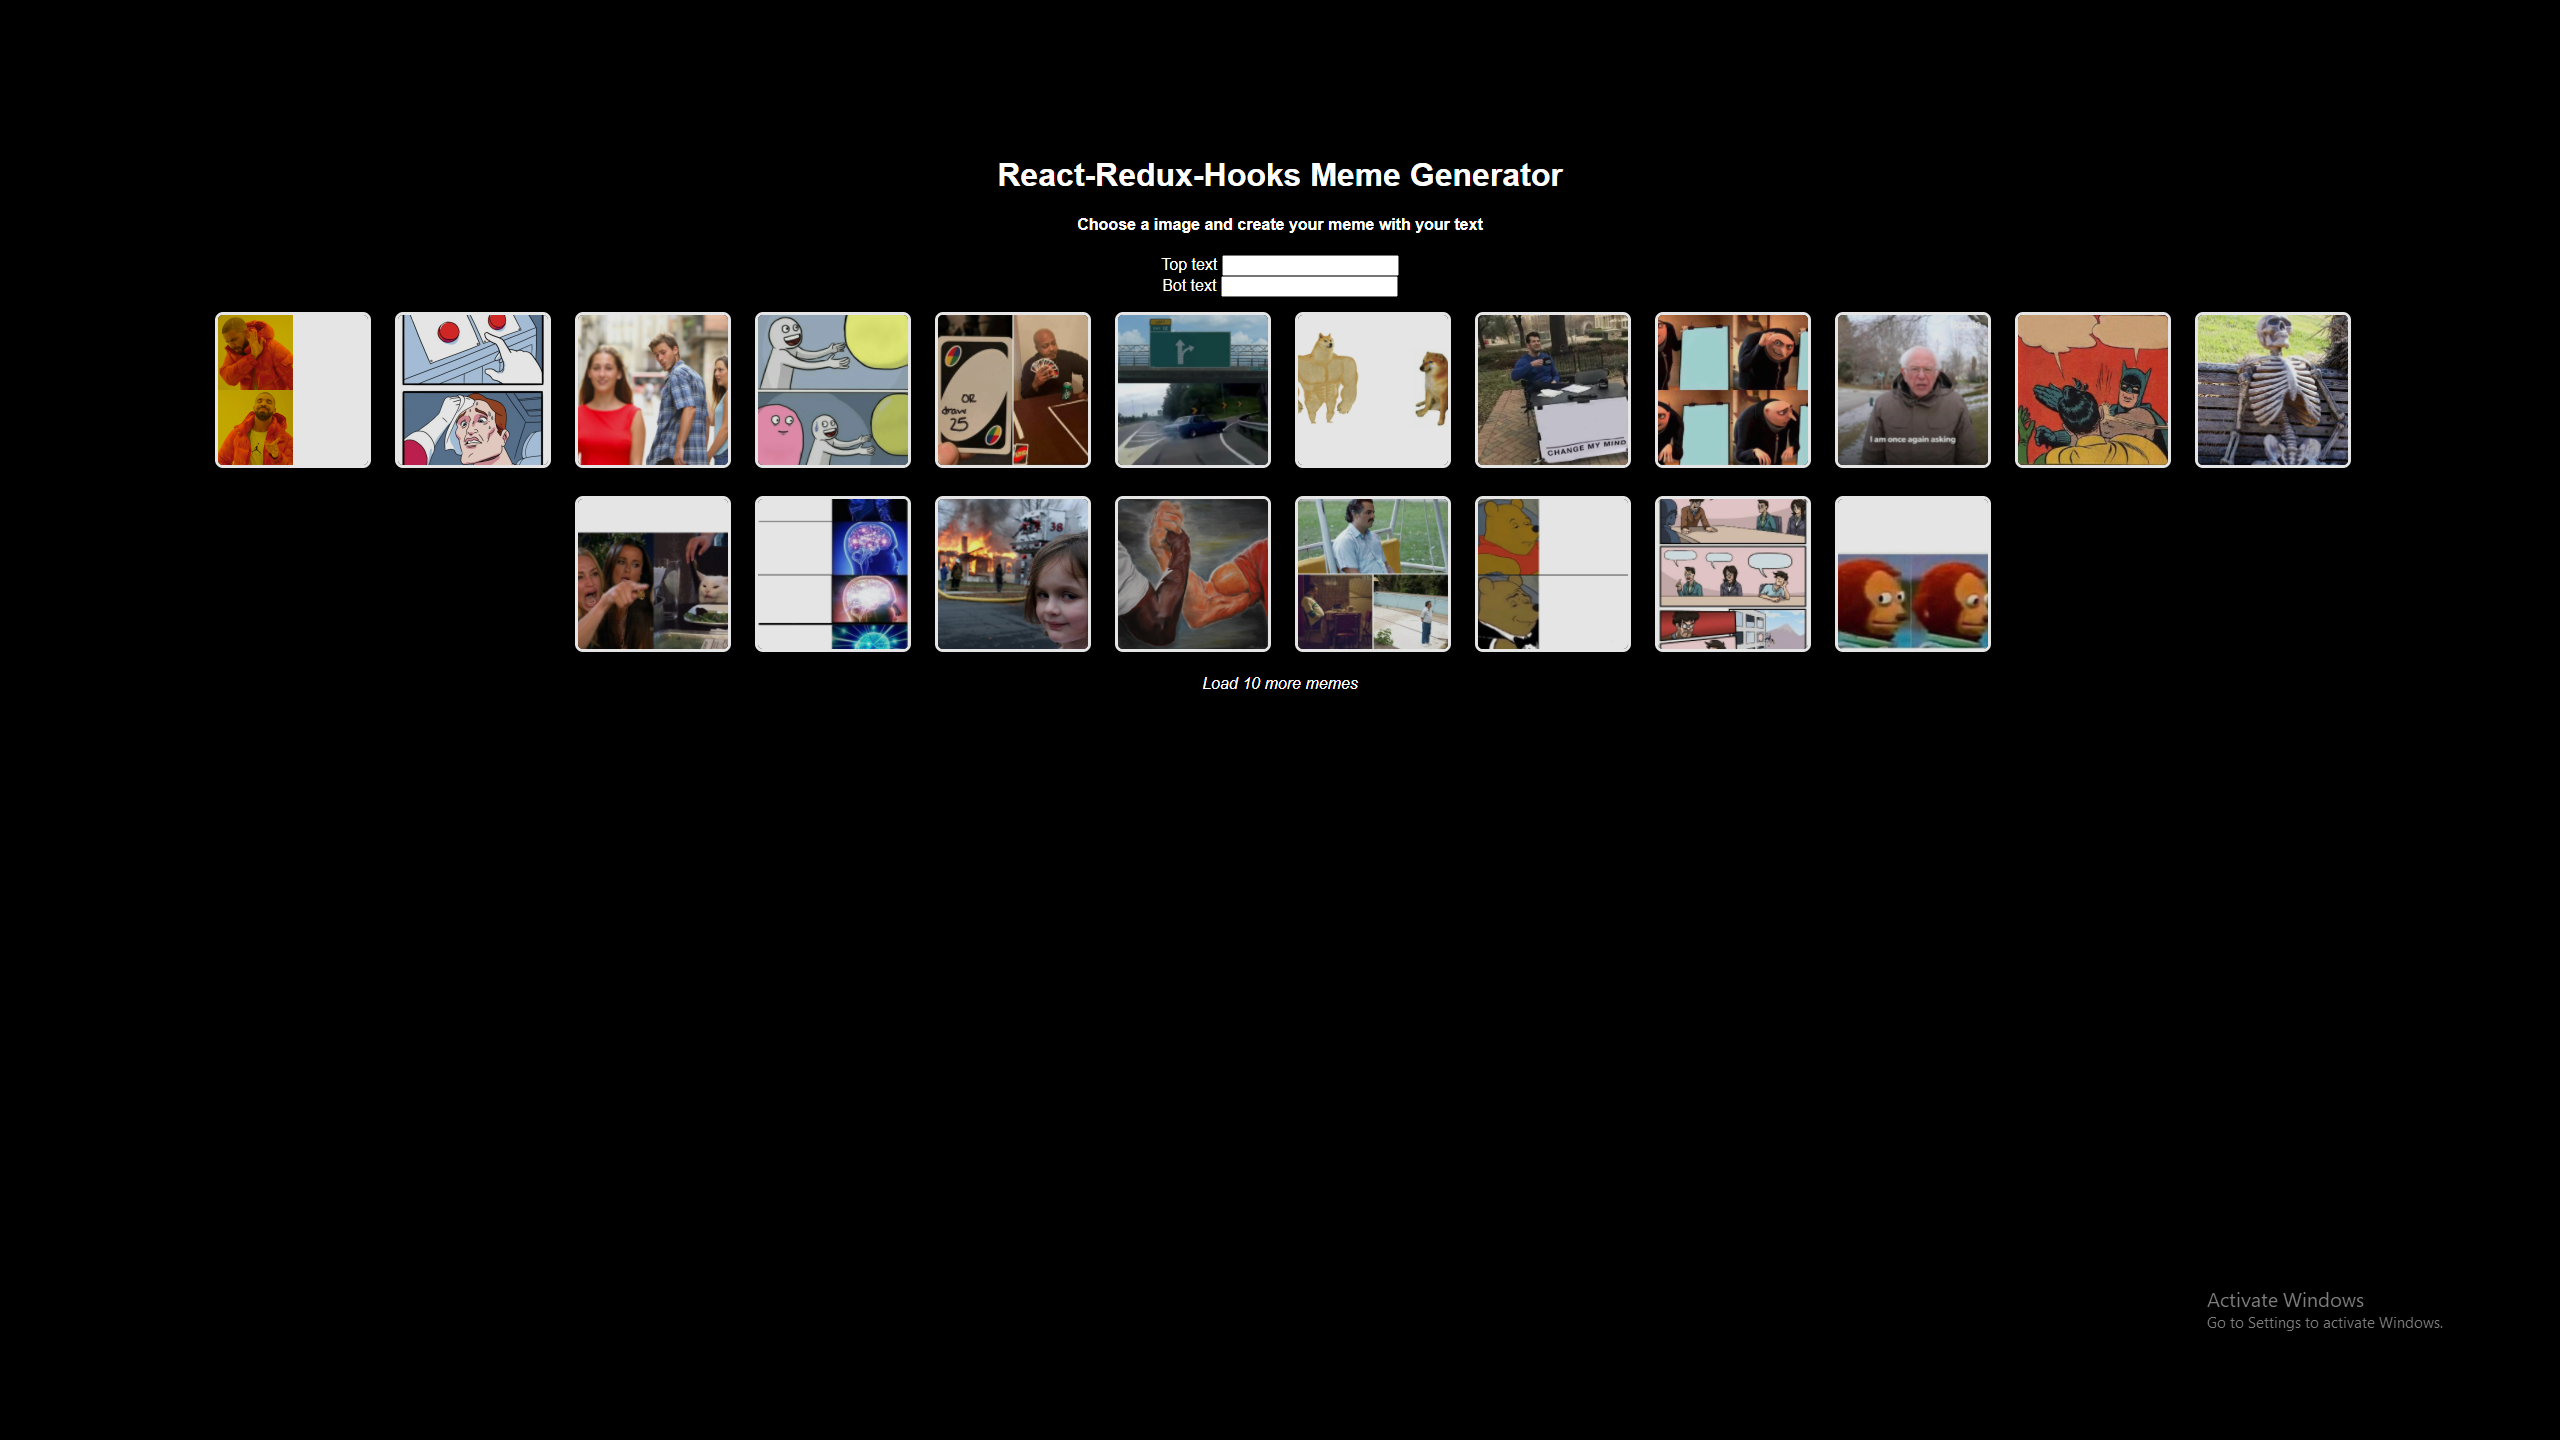 React-Redux-Hooks Meme Generator
Choose a image and create your meme with your text
Top text
Bot text
OR
draw
25
CHANGE MY MIND
I am once again asking
38
Load 10 more memes
Activate Windows
Go to Settings to activate Windows.